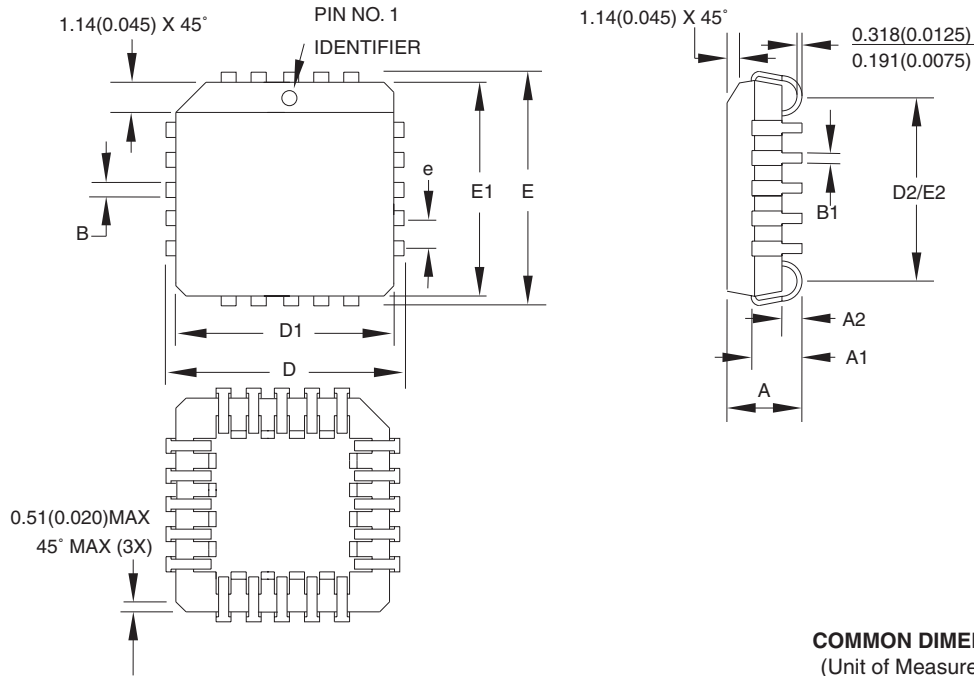 1.14(0.045) X 45˚
PIN NO. 1
IDENTIFIER
1.14(0.045) X 45˚
0.318(0.0125)
0.191(0.0075)
e
E1
E
B
D1
D
B1
D2/E2
A2
A1
A
0.51(0.020)MAX
45˚ MAX (3X)
COMMON DIMEN
(Unit of Measure